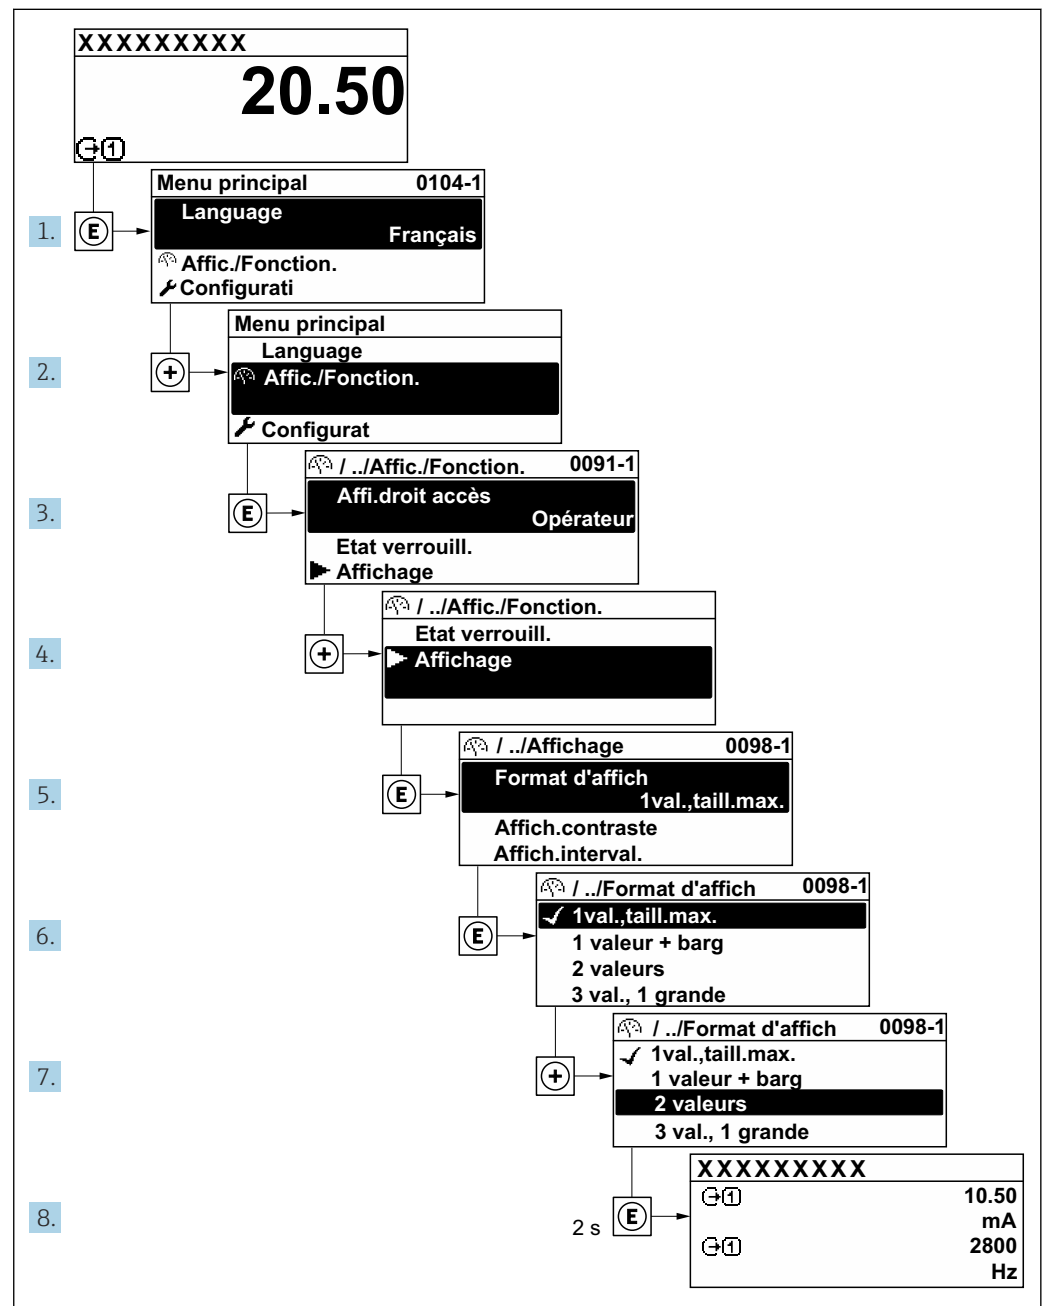 XXXXXXXXX
20.50
1
Menu principal 0104-1
Language
1. E Français
Affic./Fonction.
Configurati
Menu principal
Language
2. + Affic./Fonction.
Configurat
/ ../Affic./Fonction. 0091-1
Affi.droit accès
3. E Opérateur
Etat verrouill.
Affichage
/ ../Affic./Fonction.
Etat verrouill.
4. + Affichage
/ ../Affichage 0098-1
Format d'affich
5. E 1val.,taill.max.
Affich.contraste
Affich.interval.
/ ../Format d'affich 0098-1
1val.,taill.max.
6. E 1 valeur + barg
2 valeurs
3 val., 1 grande
/ ../Format d'affich 0098-1
1val.,taill.max.
7. + 1 valeur + barg
2 valeurs
3 val., 1 grande
XXXXXXXXX
1 10.50
8. 2 s E mA
1 2800
Hz